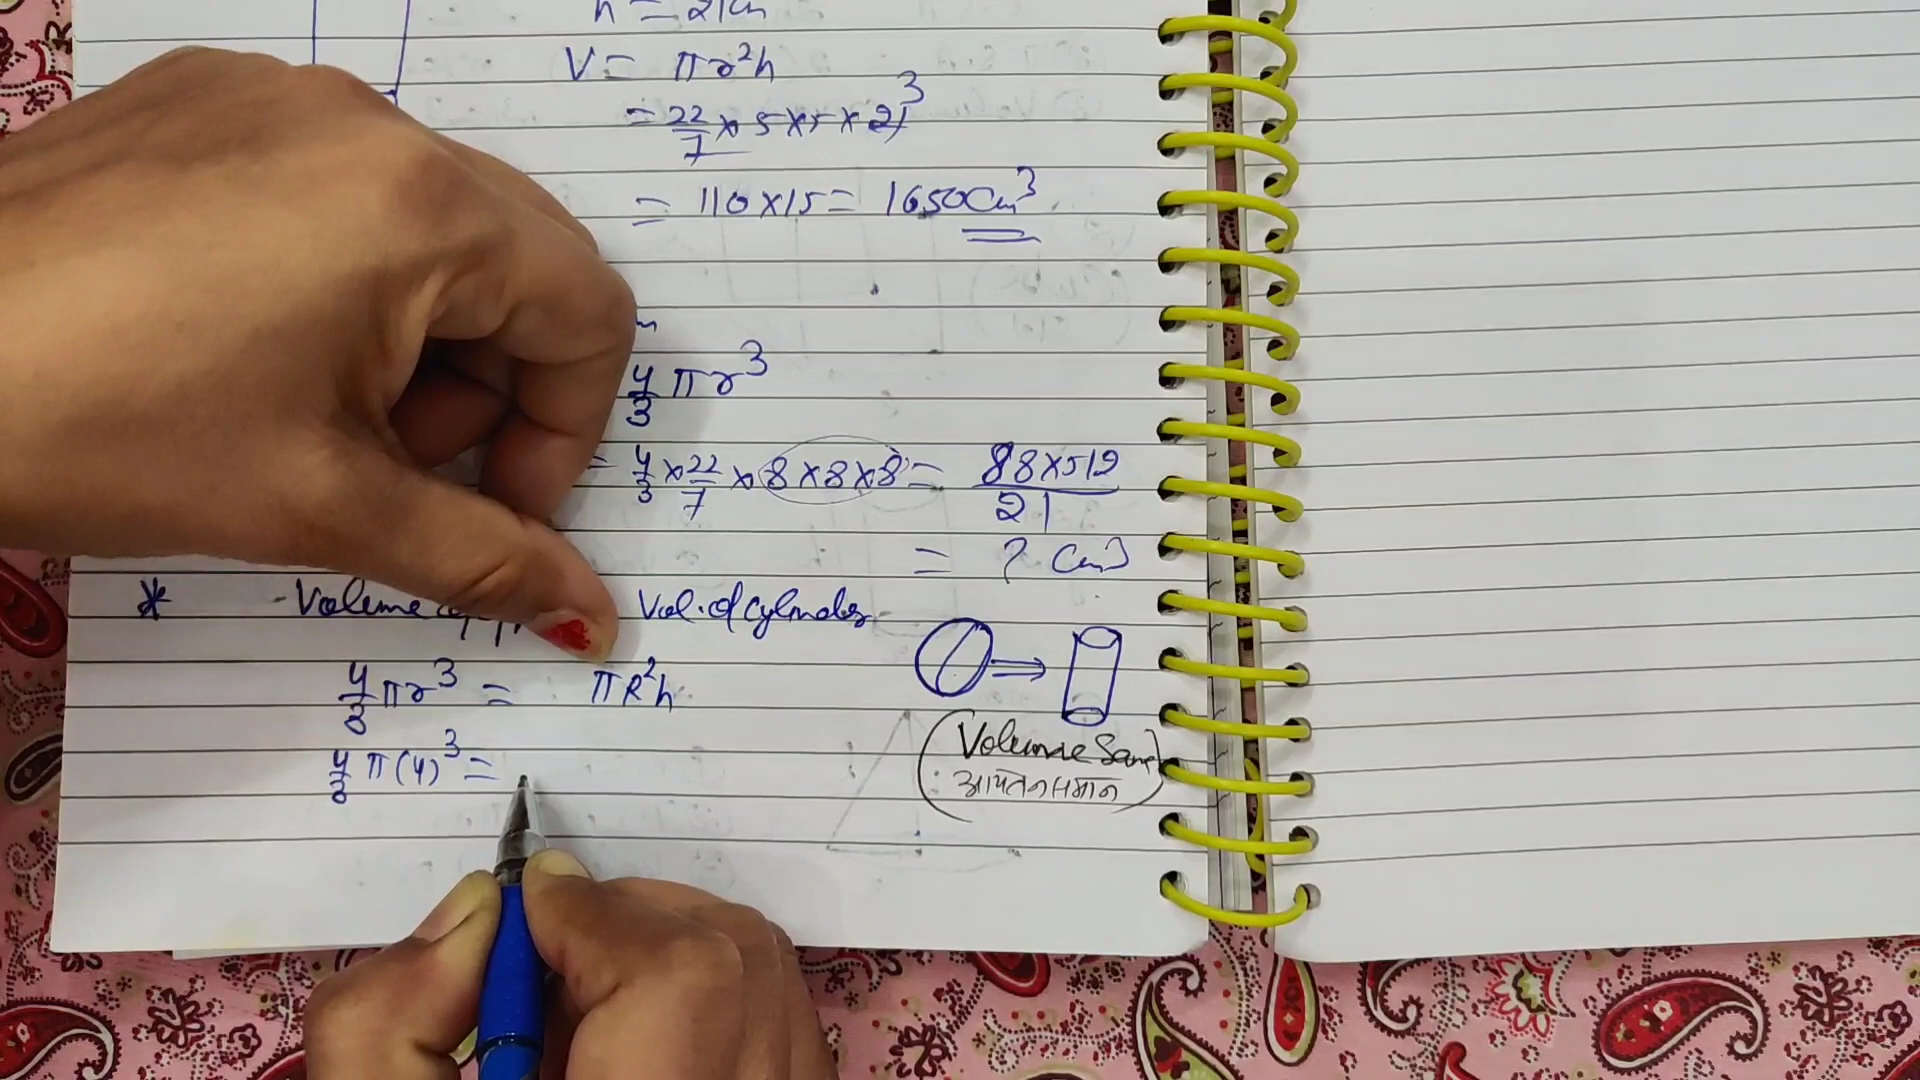 h = 21cm
V = πr²h
= 22/7 × 5 × 5 × 21 3
= 110 × 15 = 1650 cm³
4/3 πr³
= 4/3 × 22/7 × 8 × 8 × 8 = 88 × 512 / 21
= ? cm³
* Volume Vol. of Cylinder
4/3 πr³ = πR²h
4/3 π(4)³ =
(Volume Same)
आयतन समान